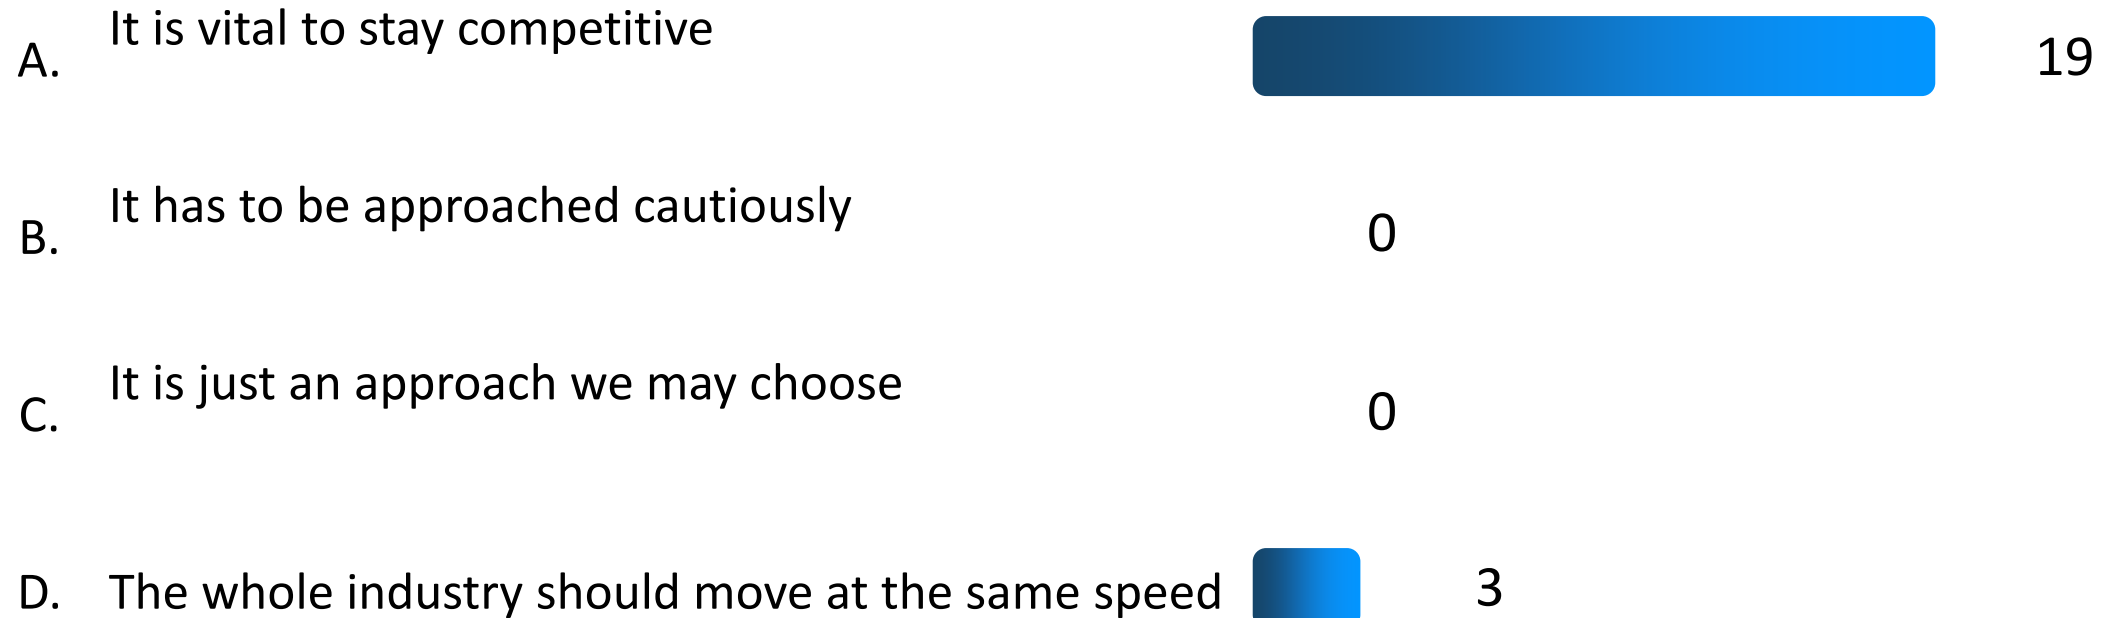 A. It is vital to stay competitive 19
B. It has to be approached cautiously 0
C. It is just an approach we may choose 0
D. The whole industry should move at the same speed 3